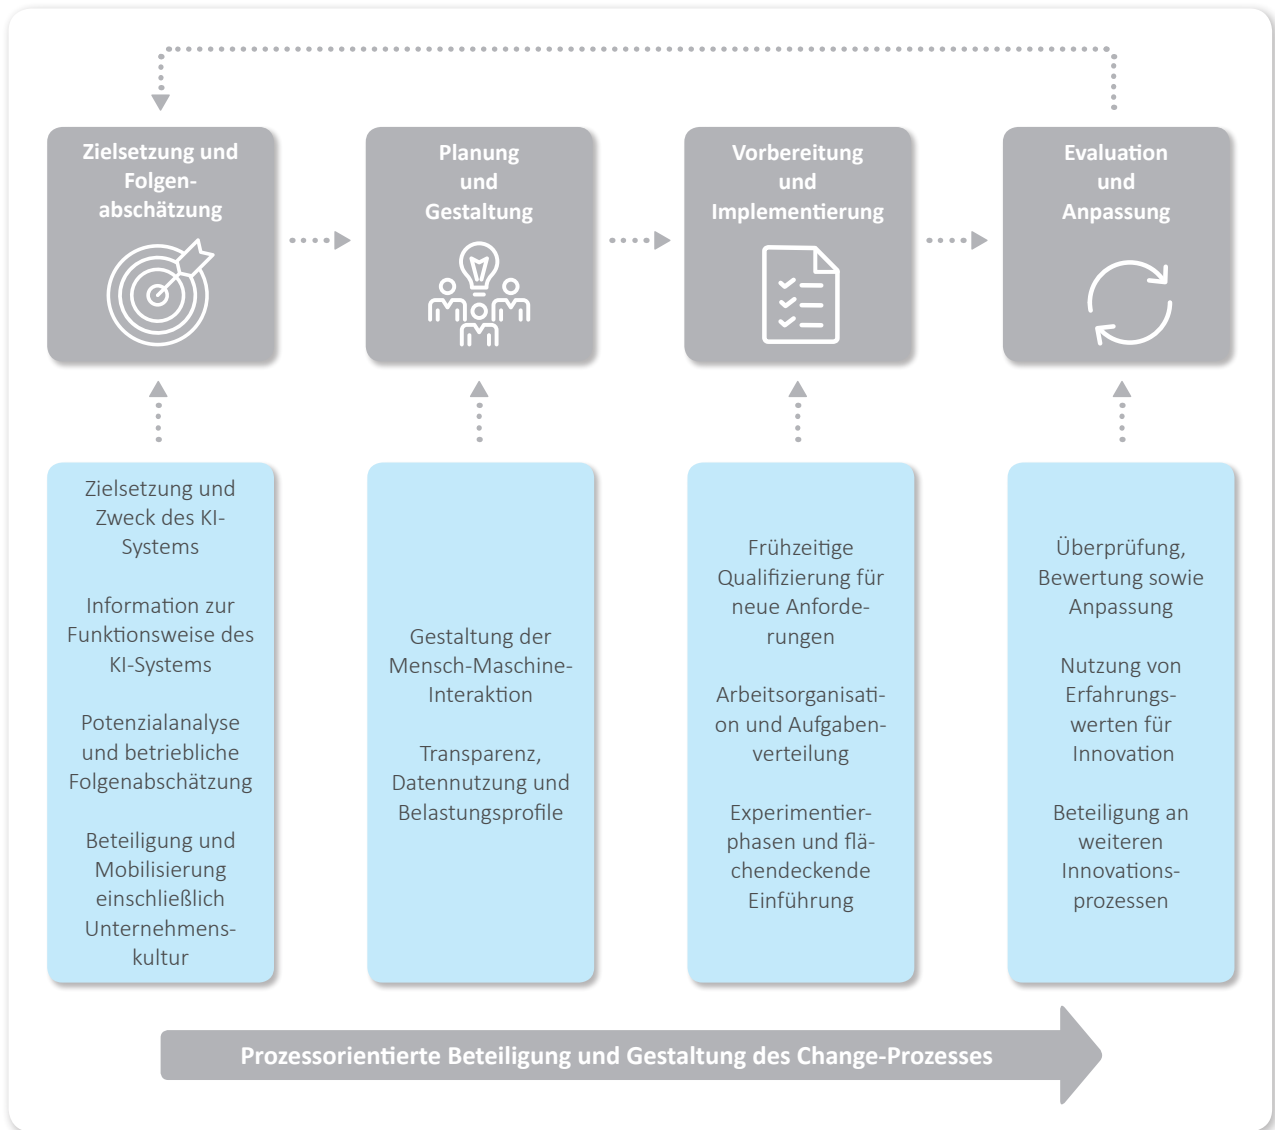 Zielsetzung und
Folgen-
abschätzung
Planung
und
Gestaltung
Vorbereitung
und
Implementierung
Evaluation
und
Anpassung
Zielsetzung und
Zweck des KI-
Systems
Information zur
Funktionsweise des
KI-Systems
Potenzialanalyse
und betriebliche
Folgenabschätzung
Beteiligung und
Mobilisierung
einschließlich
Unternehmens-
kultur
Gestaltung der
Mensch-Maschine-
Interaktion
Transparenz,
Datennutzung und
Belastungsprofile
Frühzeitige
Qualifizierung für
neue Anforde-
rungen
Arbeitsorganisati-
on und Aufgaben-
verteilung
Experimentier-
phasen und flä-
chendeckende
Einführung
Überprüfung,
Bewertung sowie
Anpassung
Nutzung von
Erfahrungs-
werten für
Innovation
Beteiligung an
weiteren
Innovations-
prozessen
Prozessorientierte Beteiligung und Gestaltung des Change-Prozesses